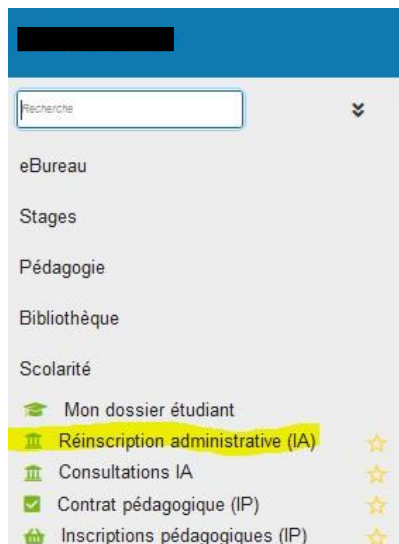 Recherche
eBureau
Stages
Pédagogie
Bibliothèque
Scolarité
Mon dossier étudiant
Réinscription administrative (IA)
Consultations IA
Contrat pédagogique (IP)
Inscriptions pédagogiques (IP)